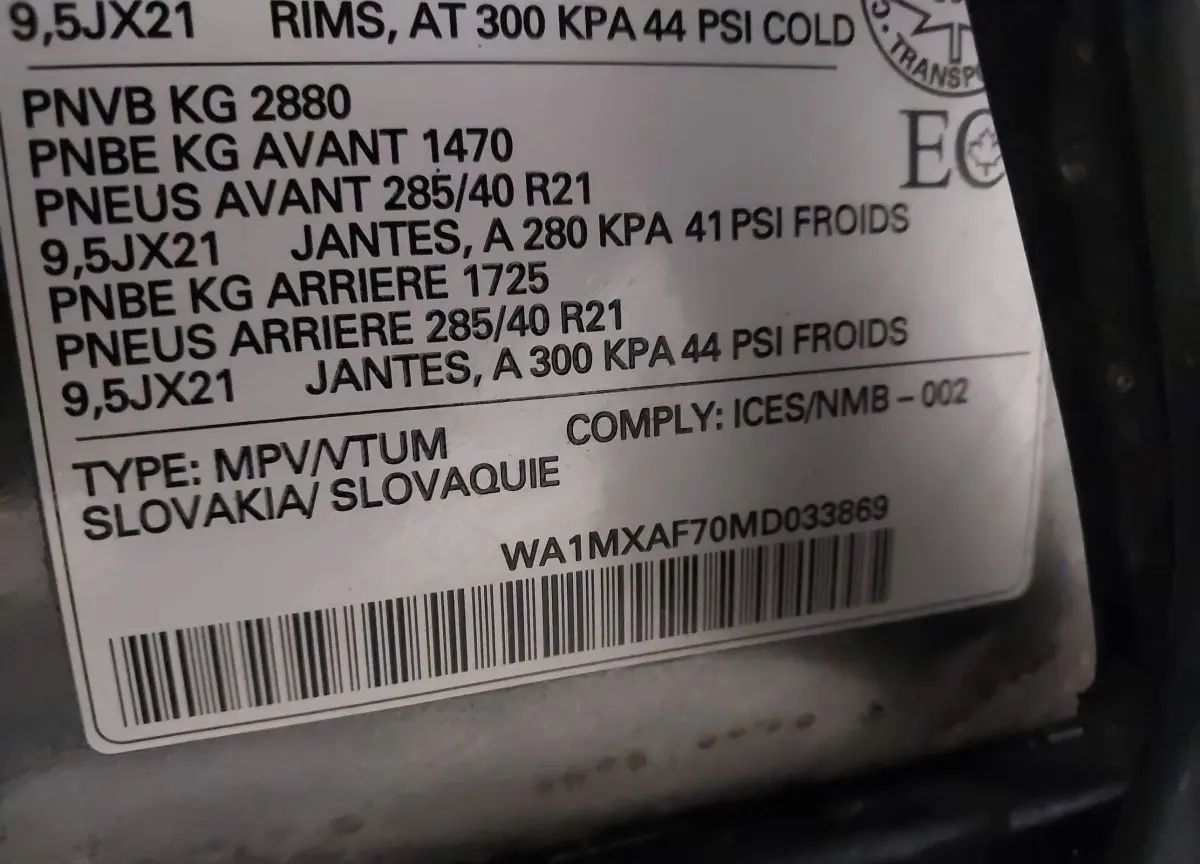 9,5JX21 RIMS, AT 300 KPA 44 PSI COLD
TRANSP
PNVB KG 2880
PNBE KG AVANT 1470
PNEUS AVANT 285/40 R21
9,5JX21 JANTES, A 280 KPA 41 PSI FROIDS
PNBE KG ARRIERE 1725
PNEUS ARRIERE 285/40 R21
9,5JX21 JANTES, A 300 KPA 44 PSI FROIDS
EC
TYPE: MPV/VTUM COMPLY: ICES/NMB – 002
SLOVAKIA/ SLOVAQUIE
WA1MXAF70MD033869